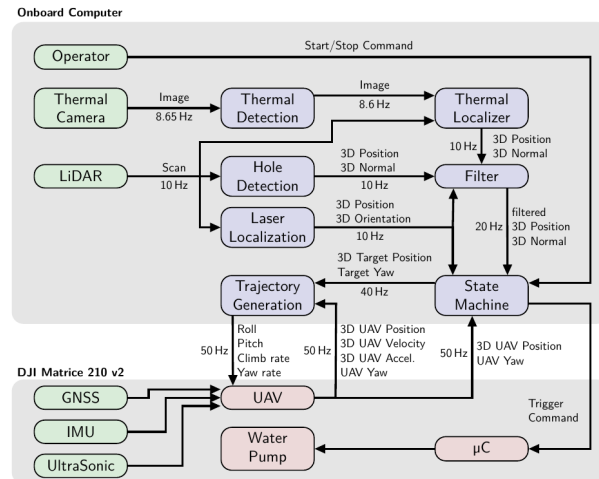 Onboard Computer
Operator
Start/Stop Command
Thermal
Camera
Image
8.65 Hz
Thermal
Detection
Image
8.6 Hz
Thermal
Localizer
10 Hz
3D Position
3D Normal
LiDAR
Scan
10 Hz
Hole
Detection
3D Position
3D Normal
10 Hz
Filter
Laser
Localization
3D Position
3D Orientation
10 Hz
20 Hz
filtered
3D Position
3D Normal
Trajectory
Generation
3D Target Position
Target Yaw
40 Hz
State
Machine
50 Hz
Roll
Pitch
Climb rate
Yaw rate
50 Hz
3D UAV Position
3D UAV Velocity
3D UAV Accel.
UAV Yaw
50 Hz
3D UAV Position
UAV Yaw
DJI Matrice 210 v2
GNSS
UAV
IMU
UltraSonic
Water
Pump
μC
Trigger
Command